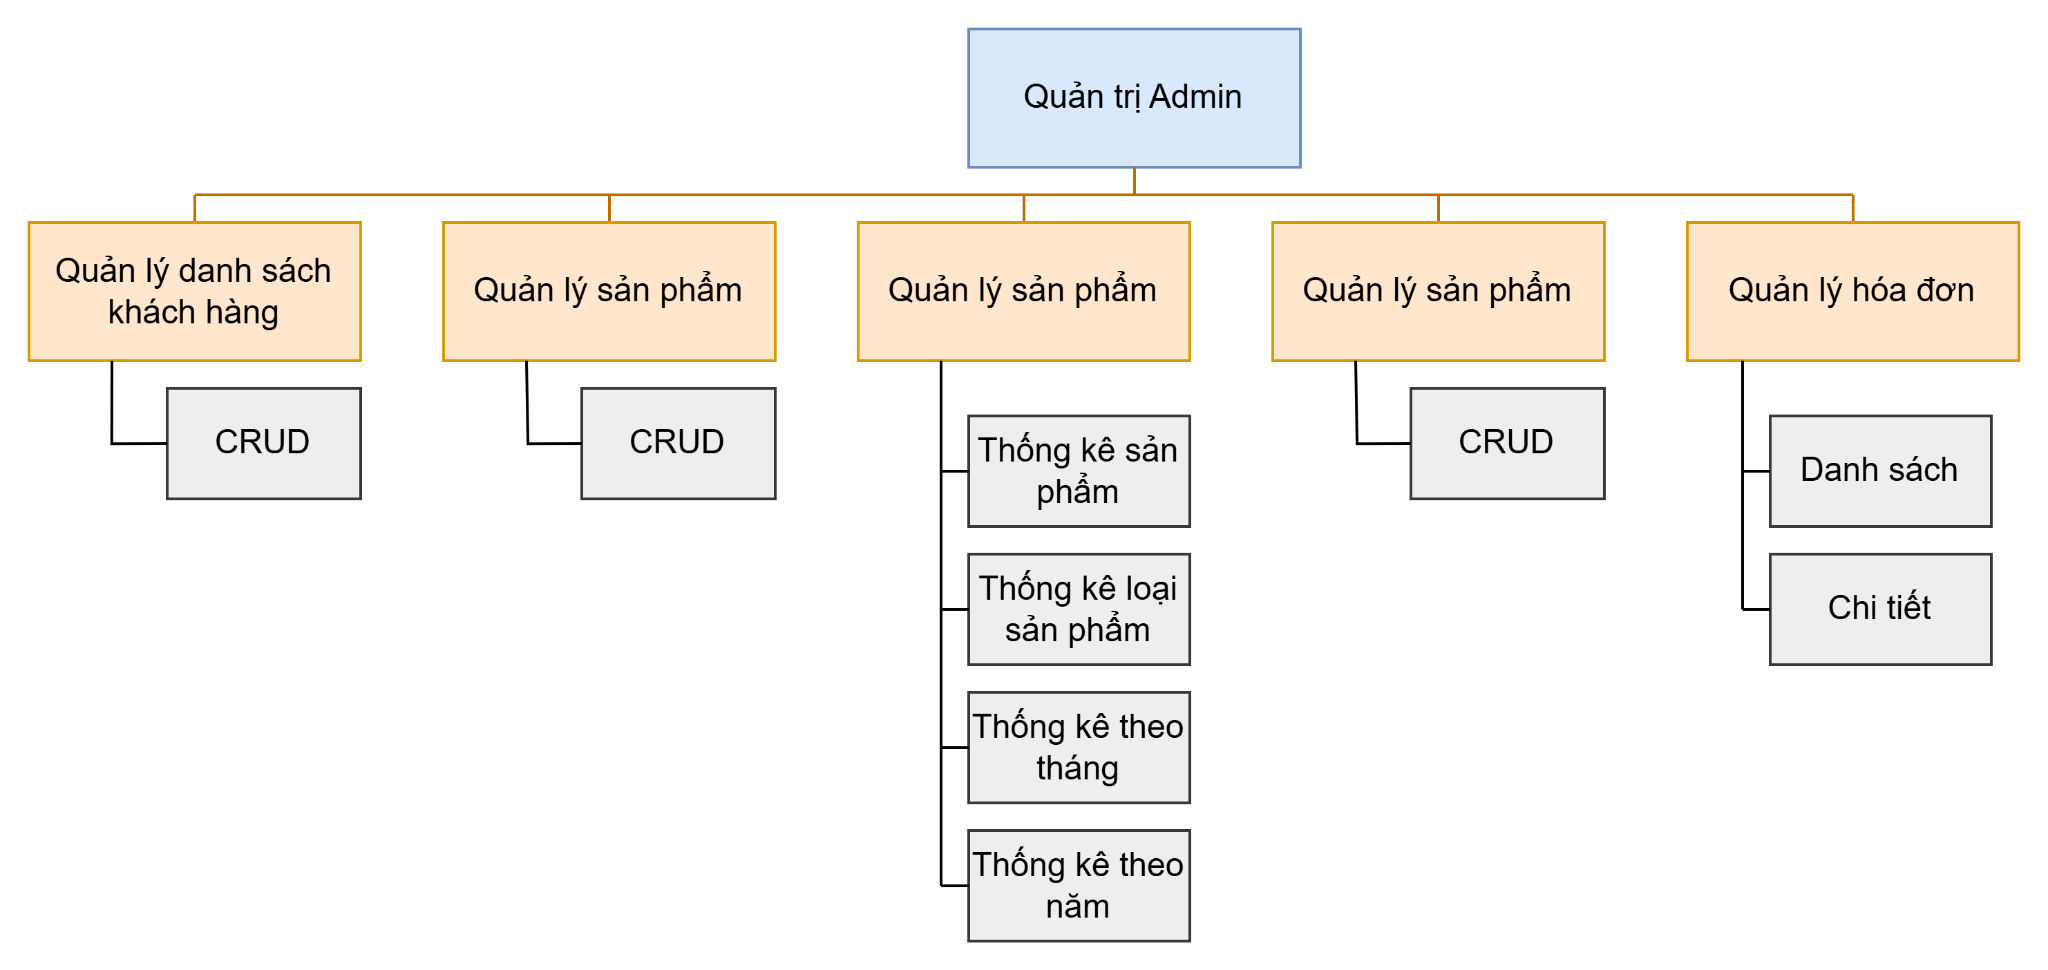 Quản trị Admin
Quản lý danh sách
khách hàng
Quản lý sản phẩm
Quản lý sản phẩm
Quản lý sản phẩm
Quản lý hóa đơn
CRUD
CRUD
Thống kê sản
phẩm
Thống kê loại
sản phẩm
Thống kê theo
tháng
Thống kê theo
năm
CRUD
Danh sách
Chi tiết